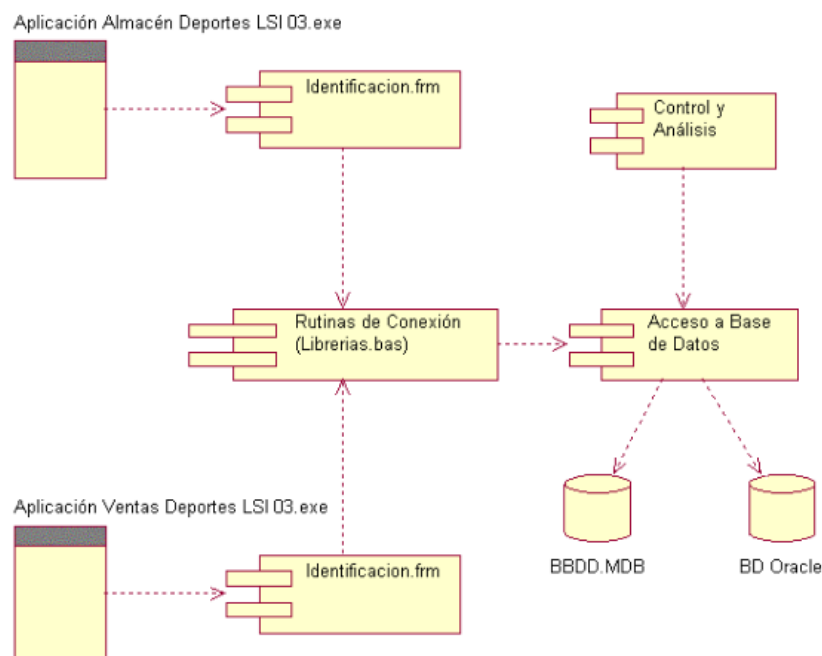 Aplicación Almacén Deportes LSI 03.exe
Identificacion.frm
Control y
Análisis
Rutinas de Conexión
(Librerias.bas)
Acceso a Base
de Datos
Aplicación Ventas Deportes LSI 03.exe
Identificacion.frm
BBDD.MDB
BD Oracle